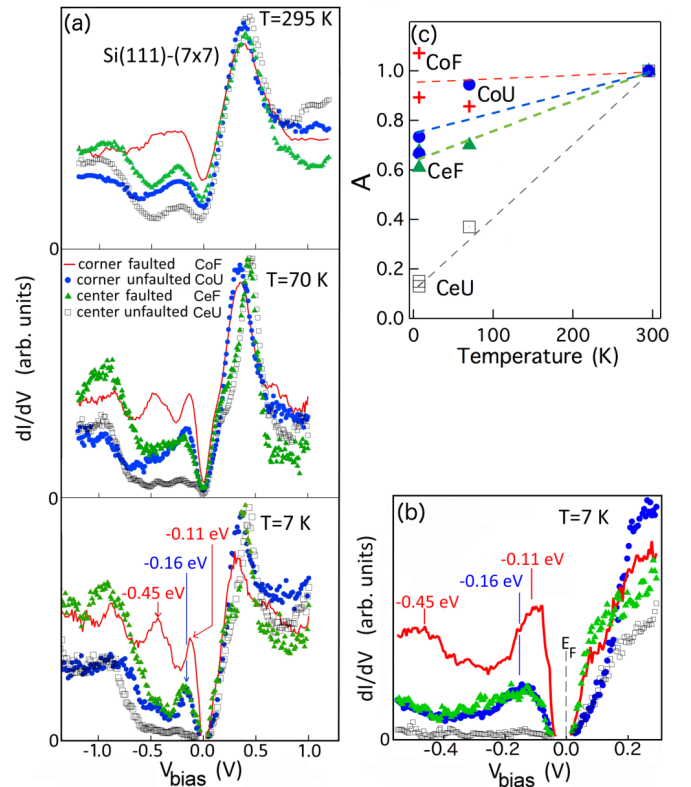 (a)
T=295 K
Si(111)-(7x7)
0
corner faulted CoF
corner unfaulted CoU
center faulted CeF
center unfaulted CeU
T=70 K
dI/dV (arb. units)
0
T=7 K
-0.11 eV
-0.16 eV
-0.45 eV
0
-1.0 -0.5 0.0 0.5 1.0
Vbias (V)
(c)
CoF
CoU
CeF
CeU
A
1.0
0.8
0.6
0.4
0.2
0.0
0 100 200 300
Temperature (K)
(b)
T=7 K
-0.11 eV
-0.16 eV
-0.45 eV
EF
dI/dV (arb. units)
0
-0.4 -0.2 0.0 0.2
Vbias (V)